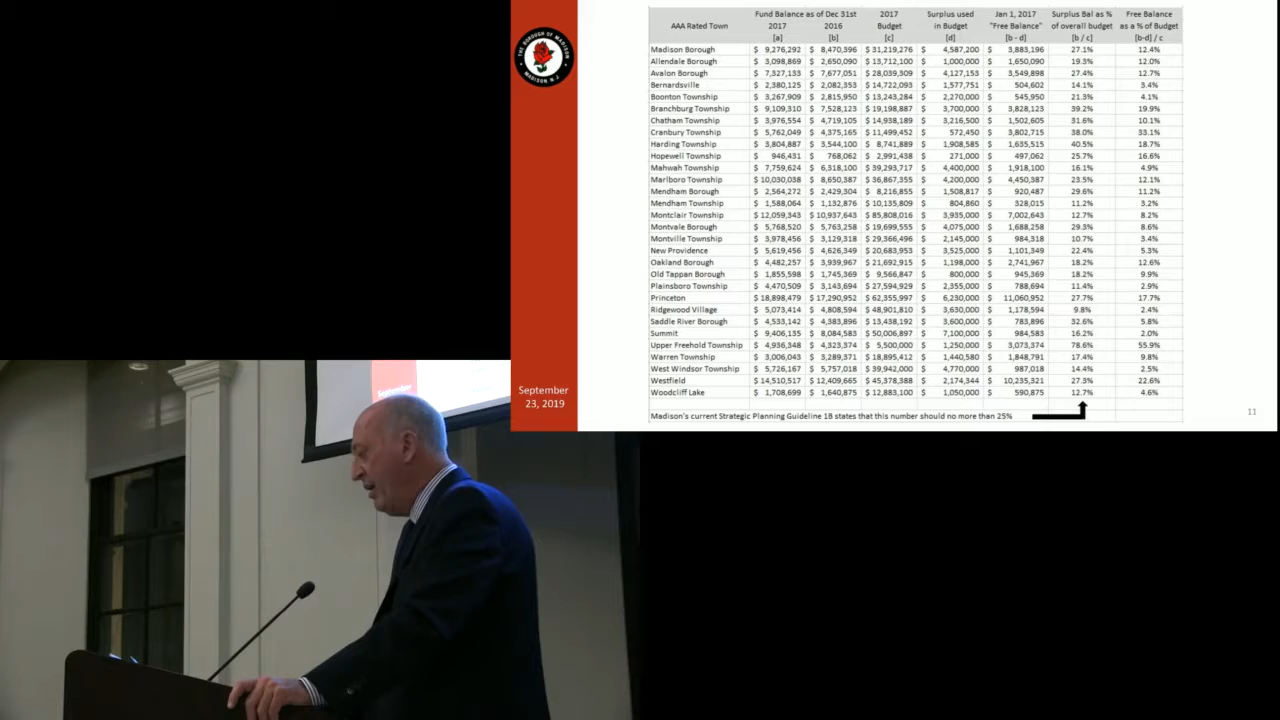 THE BOROUGH OF MADISON
MADISON N.J.
September
23, 2019
Fund Balance as of Dec 31st 2017 Surplus used Jan 1, 2017 Surplus Bal as % Free Balance
AAA Rated Town 2017 2016 Budget in Budget "Free Balance" of overall budget as a % of Budget
[a] [b] [c] [d] [b - d] [b / c] [b-d] / c
Madison Borough $ 9,276,292 $ 8,470,396 $ 31,219,276 $ 4,587,200 $ 3,883,196 27.1% 12.4%
Allendale Borough $ 3,098,869 $ 2,650,090 $ 13,712,100 $ 1,000,000 $ 1,650,090 19.3% 12.0%
Avalon Borough $ 7,327,133 $ 7,677,051 $ 28,039,309 $ 4,127,153 $ 3,549,898 27.4% 12.7%
Bernardsville $ 2,380,125 $ 2,082,353 $ 14,722,093 $ 1,577,751 $ 504,602 14.1% 3.4%
Boonton Township $ 3,267,909 $ 2,815,950 $ 13,243,284 $ 2,270,000 $ 545,950 21.3% 4.1%
Branchburg Township $ 9,109,310 $ 7,528,123 $ 19,198,887 $ 3,700,000 $ 3,828,123 39.2% 19.9%
Chatham Township $ 3,976,554 $ 4,719,105 $ 14,938,189 $ 3,216,500 $ 1,502,605 31.6% 10.1%
Cranbury Township $ 5,762,049 $ 4,375,165 $ 11,499,452 $ 572,450 $ 3,802,715 38.0% 33.1%
Harding Township $ 3,804,887 $ 3,544,100 $ 8,741,889 $ 1,908,585 $ 1,635,515 40.5% 18.7%
Hopewell Township $ 946,431 $ 768,062 $ 2,991,438 $ 271,000 $ 497,062 25.7% 16.6%
Mahwah Township $ 7,759,624 $ 6,318,100 $ 39,293,717 $ 4,400,000 $ 1,918,100 16.1% 4.9%
Marlboro Township $ 10,030,038 $ 8,650,387 $ 36,867,355 $ 4,200,000 $ 4,450,387 23.5% 12.1%
Mendham Borough $ 2,564,272 $ 2,429,304 $ 8,216,855 $ 1,508,817 $ 920,487 29.6% 11.2%
Mendham Township $ 1,588,064 $ 1,132,876 $ 10,135,809 $ 804,860 $ 328,015 11.2% 3.2%
Montclair Township $ 12,059,343 $ 10,937,643 $ 85,808,016 $ 3,935,000 $ 7,002,643 12.7% 8.2%
Montvale Borough $ 5,768,520 $ 5,763,258 $ 19,699,555 $ 4,075,000 $ 1,688,258 29.3% 8.6%
Montville Township $ 3,978,456 $ 3,129,318 $ 29,366,496 $ 2,145,000 $ 984,318 10.7% 3.4%
New Providence $ 5,619,456 $ 4,626,349 $ 20,683,953 $ 3,525,000 $ 1,101,349 22.4% 5.3%
Oakland Borough $ 4,482,257 $ 3,939,967 $ 21,692,915 $ 1,198,000 $ 2,741,967 18.2% 12.6%
Old Tappan Borough $ 1,855,598 $ 1,745,369 $ 9,566,847 $ 800,000 $ 945,369 18.2% 9.9%
Plainsboro Township $ 4,470,509 $ 3,143,694 $ 27,594,929 $ 2,355,000 $ 788,694 11.4% 2.9%
Princeton $ 18,898,479 $ 17,290,952 $ 62,355,997 $ 6,230,000 $ 11,060,952 27.7% 17.7%
Ridgewood Village $ 5,073,414 $ 4,808,594 $ 48,901,810 $ 3,630,000 $ 1,178,594 9.8% 2.4%
Saddle River Borough $ 4,533,142 $ 4,383,896 $ 13,438,192 $ 3,600,000 $ 783,896 32.6% 5.8%
Summit $ 9,406,135 $ 8,084,583 $ 50,006,897 $ 7,100,000 $ 984,583 16.2% 2.0%
Upper Freehold Township $ 4,936,348 $ 4,323,374 $ 5,500,000 $ 1,250,000 $ 3,073,374 78.6% 55.9%
Warren Township $ 3,006,043 $ 3,289,371 $ 18,895,412 $ 1,440,580 $ 1,848,791 17.4% 9.8%
West Windsor Township $ 5,726,167 $ 5,757,018 $ 39,942,000 $ 4,770,000 $ 987,018 14.4% 2.5%
Westfield $ 14,510,517 $ 12,409,665 $ 45,378,388 $ 2,174,344 $ 10,235,321 27.3% 22.6%
Woodcliff Lake $ 1,708,699 $ 1,640,875 $ 12,883,100 $ 1,050,000 $ 590,875 12.7% 4.6%
Madison's current Strategic Planning Guideline 1B states that this number should no more than 25%
11